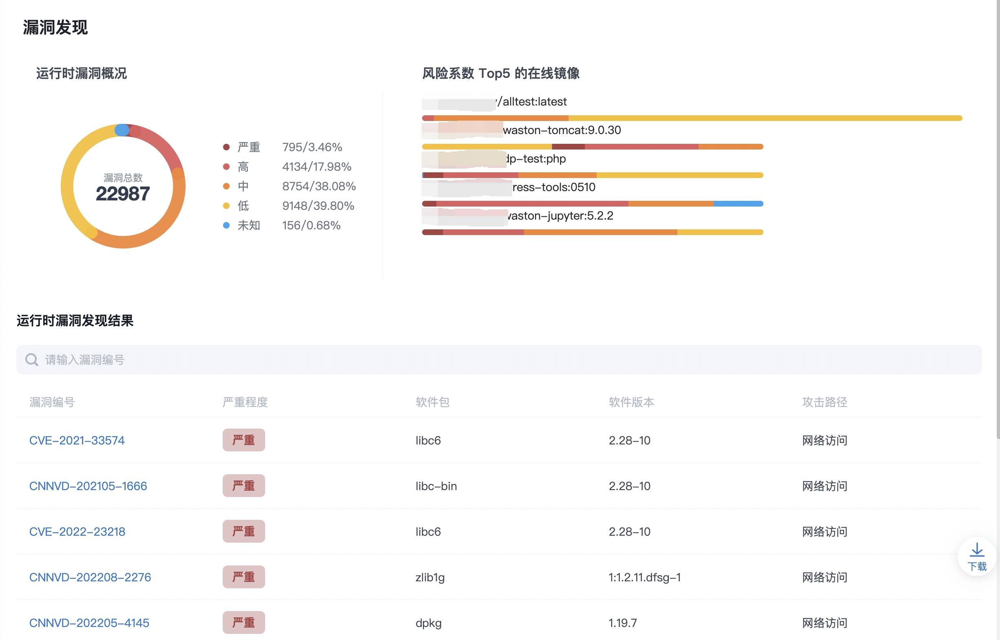 漏洞发现
运行时漏洞概况
漏洞总数
22987
严重 795/3.46%
高 4134/17.98%
中 8754/38.08%
低 9148/39.80%
未知 156/0.68%
风险系数 Top5 的在线镜像
/alltest:latest
waston-tomcat:9.0.30
dp-test:php
ress-tools:0510
waston-jupyter:5.2.2
运行时漏洞发现结果
请输入漏洞编号
漏洞编号 严重程度 软件包 软件版本 攻击路径
CVE-2021-33574 严重 libc6 2.28-10 网络访问
CNNVD-202105-1666 严重 libc-bin 2.28-10 网络访问
CVE-2022-23218 严重 libc6 2.28-10 网络访问
CNNVD-202208-2276 严重 zlib1g 1:1.2.11.dfsg-1 网络访问
下载
CNNVD-202205-4145 严重 dpkg 1.19.7 网络访问